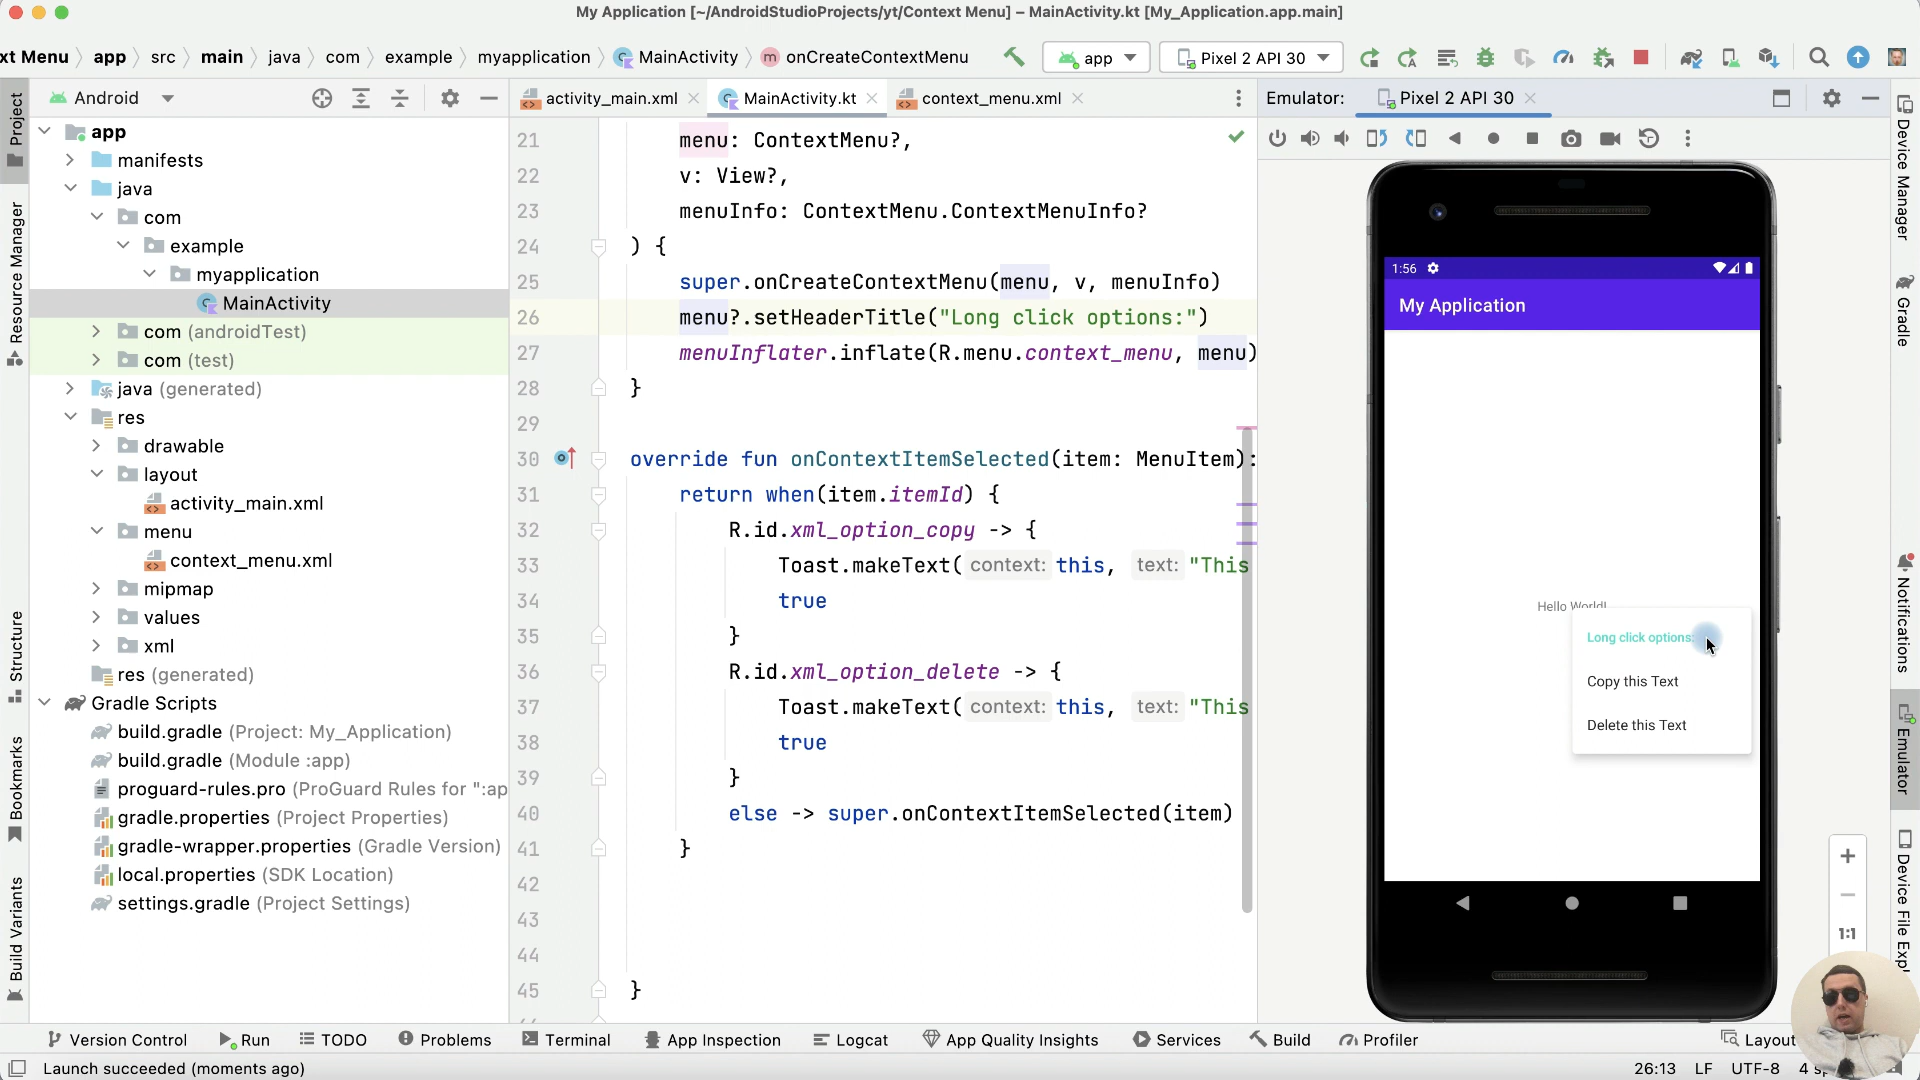 My Application [~/AndroidStudioProjects/yt/Context Menu] – MainActivity.kt [My_Application.app.main]
xt Menu app src main java com example myapplication MainActivity onCreateContextMenu app Pixel 2 API 30
Project
Android
activity_main.xml MainActivity.kt context_menu.xml
Emulator: Pixel 2 API 30
app
manifests
java
com
example
myapplication
MainActivity
com (androidTest)
com (test)
java (generated)
res
drawable
layout
activity_main.xml
menu
context_menu.xml
mipmap
values
xml
res (generated)
Gradle Scripts
build.gradle (Project: My_Application)
build.gradle (Module :app)
proguard-rules.pro (ProGuard Rules for ":ap
gradle.properties (Project Properties)
gradle-wrapper.properties (Gradle Version)
local.properties (SDK Location)
settings.gradle (Project Settings)
Resource Manager
Structure
Bookmarks
Build Variants
21 menu: ContextMenu?,
22 v: View?,
23 menuInfo: ContextMenu.ContextMenuInfo?
24 ) {
25 super.onCreateContextMenu(menu, v, menuInfo)
26 menu?.setHeaderTitle("Long click options:")
27 menuInflater.inflate(R.menu.context_menu, menu)
28 }
29
30 override fun onContextItemSelected(item: MenuItem):
31 return when(item.itemId) {
32 R.id.xml_option_copy -> {
33 Toast.makeText( context: this, text: "This
34 true
35 }
36 R.id.xml_option_delete -> {
37 Toast.makeText( context: this, text: "This
38 true
39 }
40 else -> super.onContextItemSelected(item)
41 }
42
43
44
45 }
1:56
My Application
Hello World!
Long click options:
Copy this Text
Delete this Text
1:1
Device Manager
Gradle
Notifications
Emulator
Device File Expl
Version Control Run TODO Problems Terminal App Inspection Logcat App Quality Insights Services Build Profiler Layou
Launch succeeded (moments ago) 26:13 LF UTF-8 4 sp